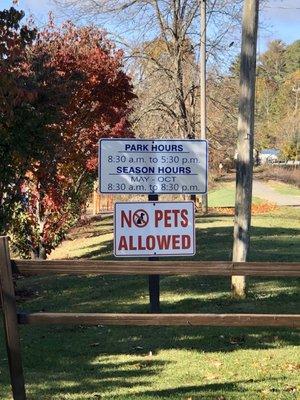 PARK HOURS
8:30 a.m. to 5:30 p.m.
SEASON HOURS
MAY - OCT
8:30 a.m. to 8:30 p.m.
NO PETS
ALLOWED